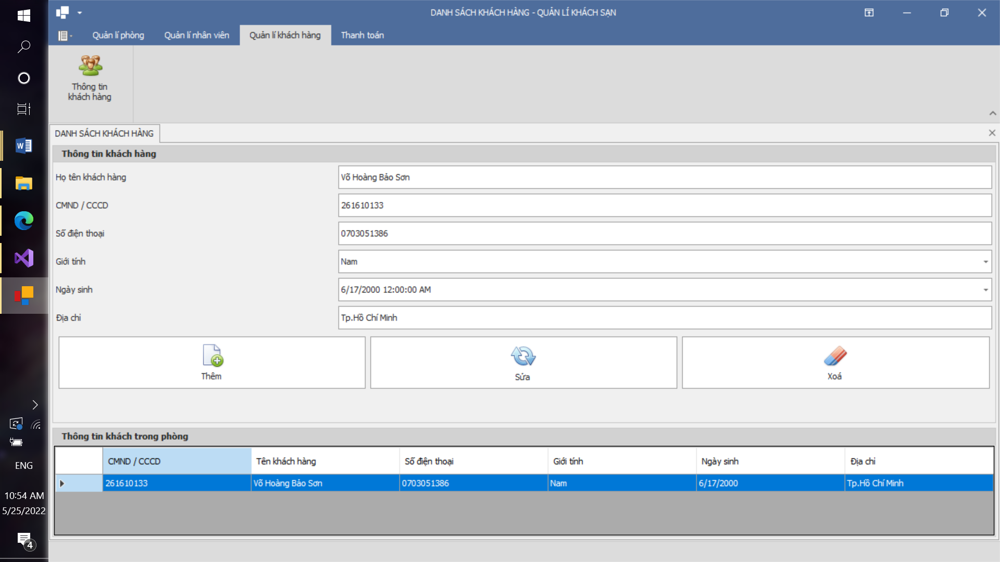 DANH SÁCH KHÁCH HÀNG - QUẢN LÍ KHÁCH SẠN
Quản lí phòng
Quản lí nhân viên
Quản lí khách hàng
Thanh toán
Thông tin
khách hàng
DANH SÁCH KHÁCH HÀNG
Thông tin khách hàng
Họ tên khách hàng
Võ Hoàng Bảo Sơn
CMND / CCCD
261610133
Số điện thoại
0703051386
Giới tính
Nam
Ngày sinh
6/17/2000 12:00:00 AM
Địa chỉ
Tp.Hồ Chí Minh
Thêm
Sửa
Xoá
Thông tin khách trong phòng
CMND / CCCD
Tên khách hàng
Số điện thoại
Giới tính
Ngày sinh
Địa chỉ
261610133
Võ Hoàng Bảo Sơn
0703051386
Nam
6/17/2000
Tp.Hồ Chí Minh
W
ENG
10:54 AM
5/25/2022
4